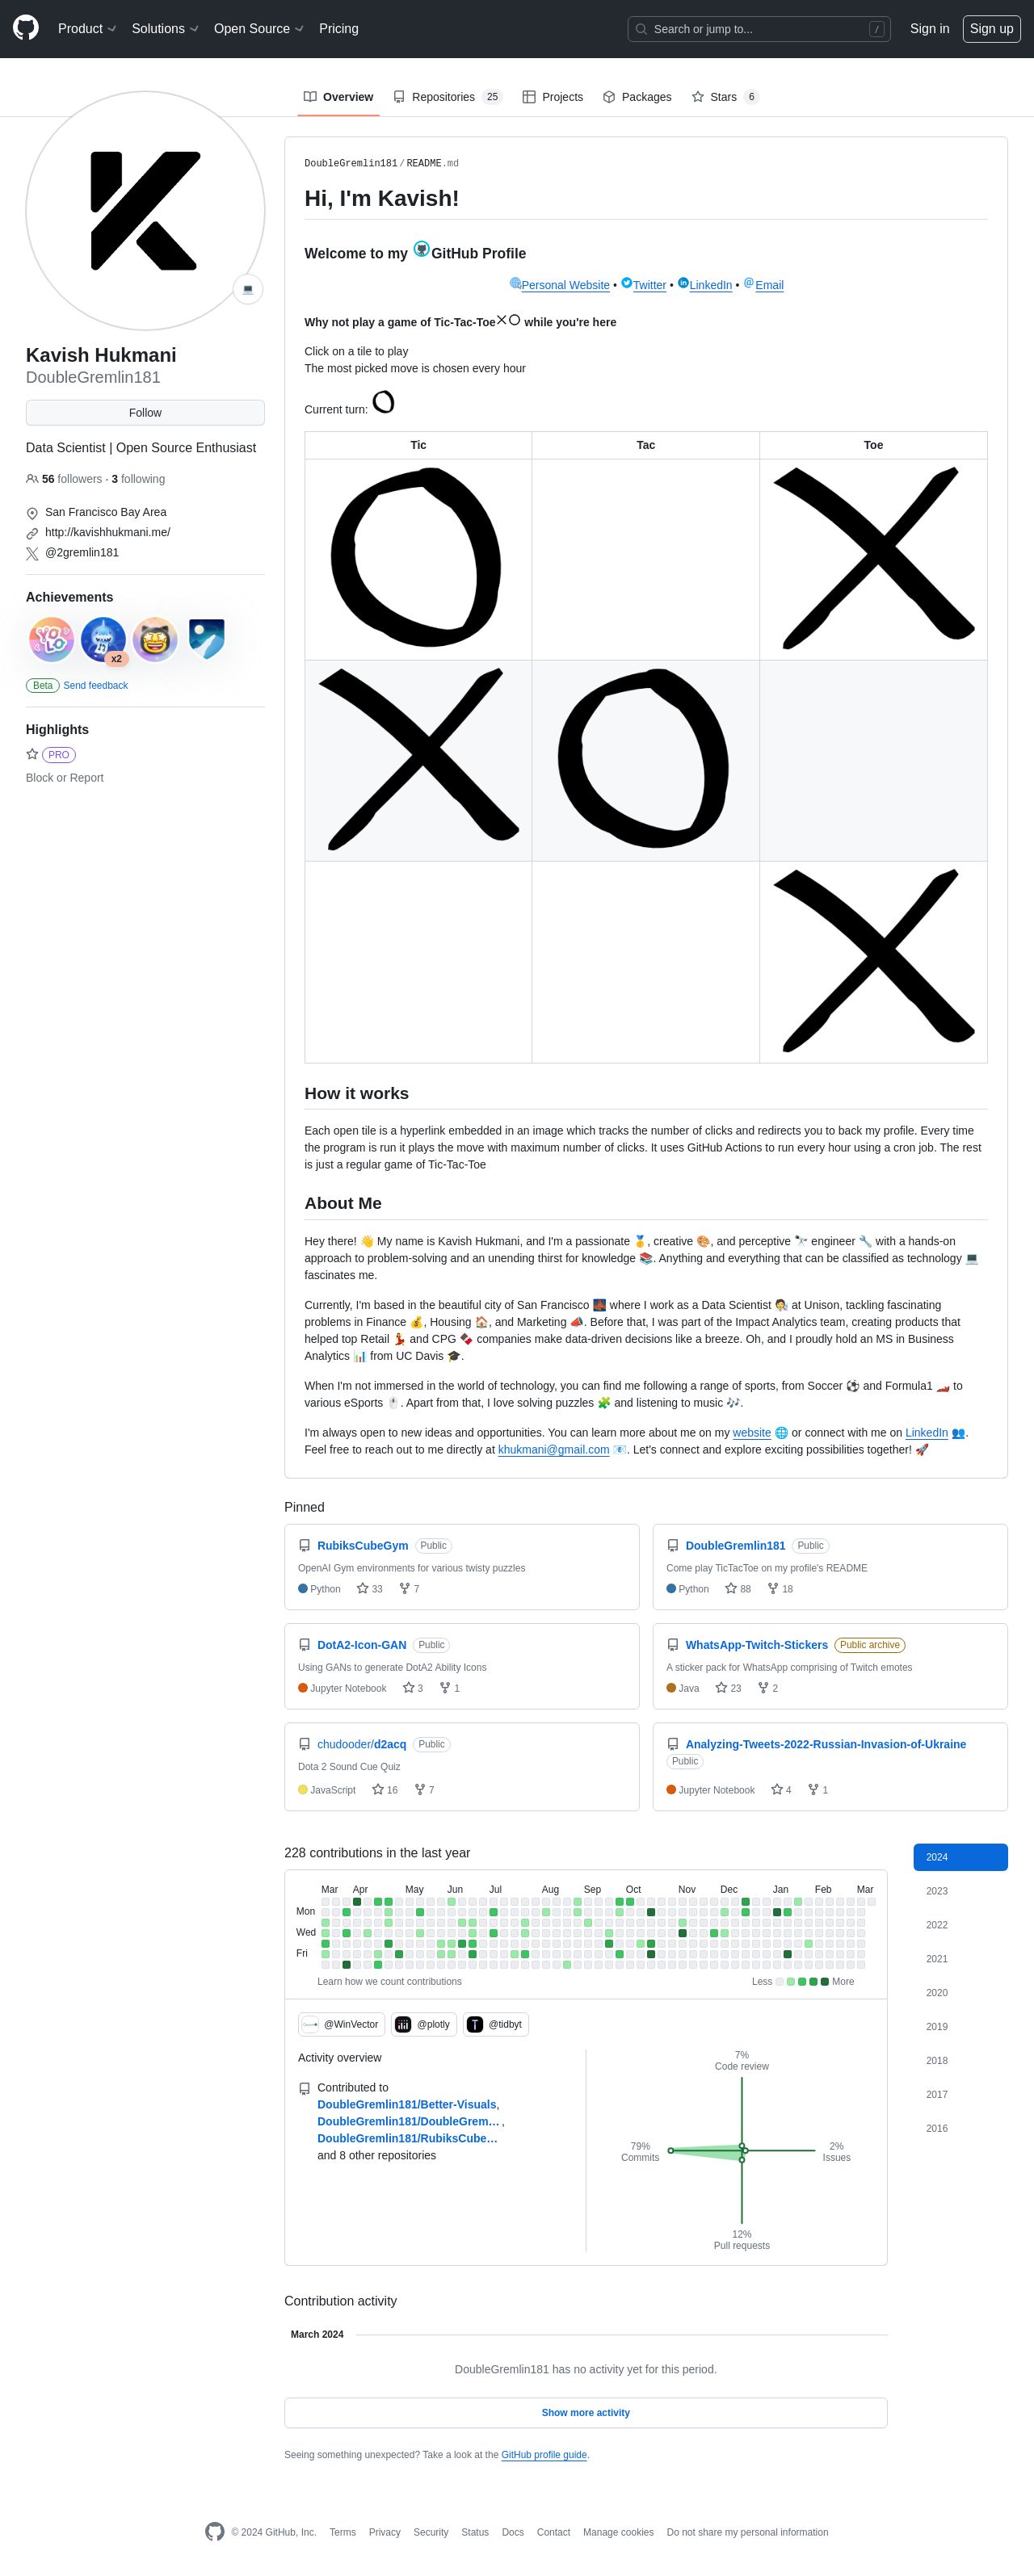 Product
Solutions
Open Source
Pricing
Search or jump to...
/
Sign in
Sign up
Overview
Repositories 25
Projects
Packages
Stars 6
Kavish Hukmani
DoubleGremlin181
Follow
Data Scientist | Open Source Enthusiast
56 followers · 3 following
San Francisco Bay Area
http://kavishhukmani.me/
@2gremlin181
Achievements
x2
Beta Send feedback
Highlights
PRO
Block or Report
DoubleGremlin181/README.md
Hi, I'm Kavish!
Welcome to my GitHub Profile
Personal Website • Twitter • LinkedIn • Email
Why not play a game of Tic-Tac-Toe while you're here
Click on a tile to play
The most picked move is chosen every hour
Current turn:
Tic Tac Toe
How it works
Each open tile is a hyperlink embedded in an image which tracks the number of clicks and redirects you to back my profile. Every time
the program is run it plays the move with maximum number of clicks. It uses GitHub Actions to run every hour using a cron job. The rest
is just a regular game of Tic-Tac-Toe
About Me
Hey there! 👋 My name is Kavish Hukmani, and I'm a passionate 🥇, creative 🎨, and perceptive 🔭 engineer 🔧 with a hands-on
approach to problem-solving and an unending thirst for knowledge 📚. Anything and everything that can be classified as technology 💻
fascinates me.
Currently, I'm based in the beautiful city of San Francisco 🌉 where I work as a Data Scientist 🧑‍🔬 at Unison, tackling fascinating
problems in Finance 💰, Housing 🏠, and Marketing 📣. Before that, I was part of the Impact Analytics team, creating products that
helped top Retail 💃 and CPG 🍫 companies make data-driven decisions like a breeze. Oh, and I proudly hold an MS in Business
Analytics 📊 from UC Davis 🎓.
When I'm not immersed in the world of technology, you can find me following a range of sports, from Soccer ⚽ and Formula1 🏎️ to
various eSports 🖱️. Apart from that, I love solving puzzles 🧩 and listening to music 🎶.
I'm always open to new ideas and opportunities. You can learn more about me on my website 🌐 or connect with me on LinkedIn 👥.
Feel free to reach out to me directly at khukmani@gmail.com 📧. Let's connect and explore exciting possibilities together! 🚀
Pinned
RubiksCubeGym Public
OpenAI Gym environments for various twisty puzzles
Python 33 7
DoubleGremlin181 Public
Come play TicTacToe on my profile's README
Python 88 18
DotA2-Icon-GAN Public
Using GANs to generate DotA2 Ability Icons
Jupyter Notebook 3 1
WhatsApp-Twitch-Stickers Public archive
A sticker pack for WhatsApp comprising of Twitch emotes
Java 23 2
chudooder/d2acq Public
Dota 2 Sound Cue Quiz
JavaScript 16 7
Analyzing-Tweets-2022-Russian-Invasion-of-Ukraine
Public
Jupyter Notebook 4 1
228 contributions in the last year
Mar Apr May Jun Jul Aug Sep Oct Nov Dec Jan Feb Mar
Mon
Wed
Fri
Learn how we count contributions
Less More
2024
2023
2022
2021
2020
2019
2018
2017
2016
@WinVector
@plotly
@tidbyt
Activity overview
Contributed to
DoubleGremlin181/Better-Visuals,
DoubleGremlin181/DoubleGrem… ,
DoubleGremlin181/RubiksCube…
and 8 other repositories
7%
Code review
79%
Commits
2%
Issues
12%
Pull requests
Contribution activity
March 2024
DoubleGremlin181 has no activity yet for this period.
Show more activity
Seeing something unexpected? Take a look at the GitHub profile guide.
© 2024 GitHub, Inc.
Terms
Privacy
Security
Status
Docs
Contact
Manage cookies
Do not share my personal information